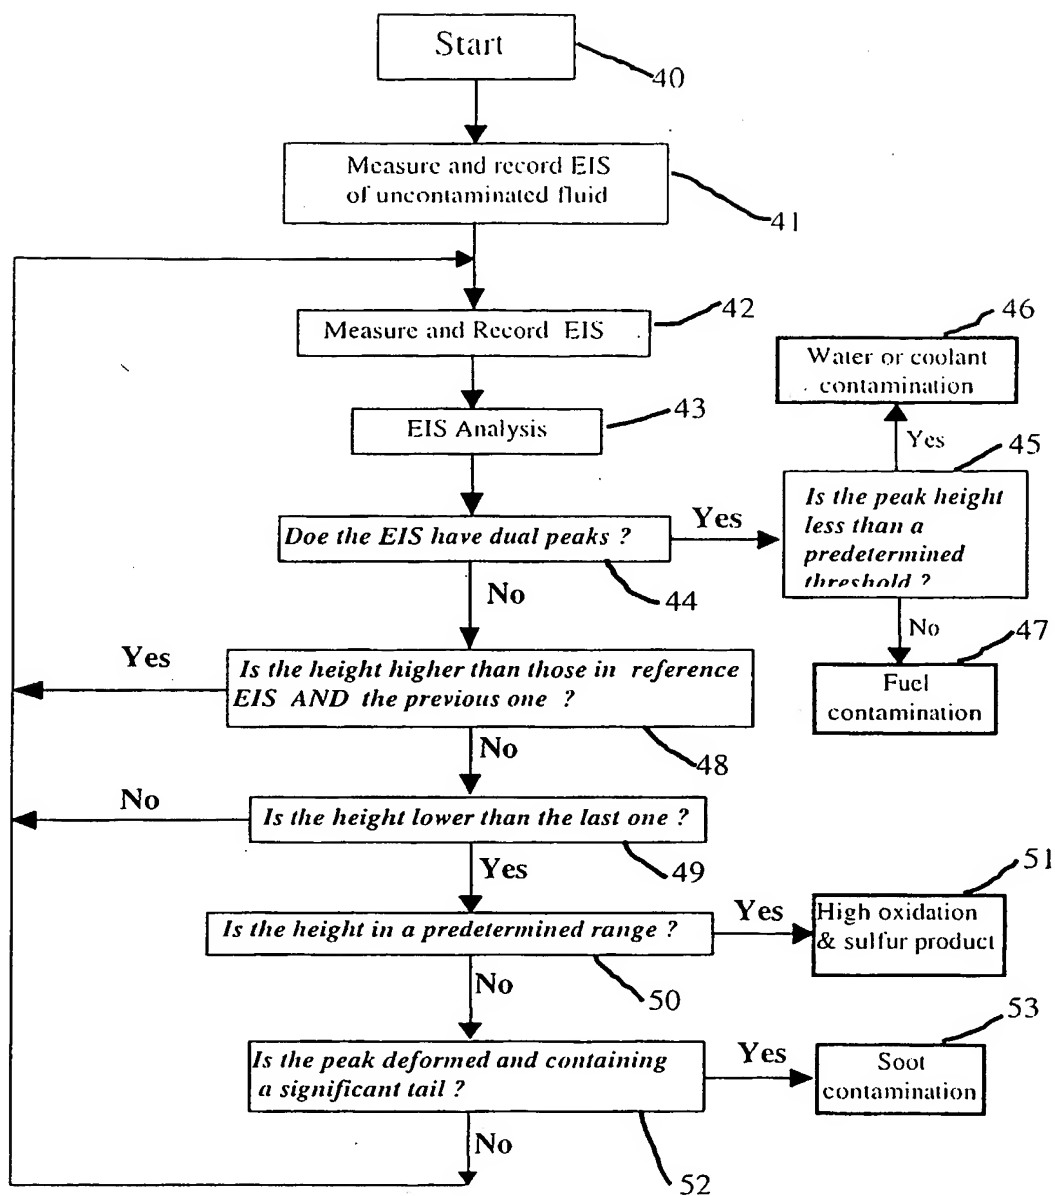 Start
40
Measure and record EIS
of uncontaminated fluid
41
42
Measure and Record EIS
43
EIS Analysis
46
Water or coolant
contamination
Yes
45
Is the peak height
less than a
predetermined
threshold ?
Doe the EIS have dual peaks ?
Yes
44
No
No
47
Fuel
contamination
Yes
Is the height higher than those in reference
EIS AND the previous one ?
48
No
No
Is the height lower than the last one ?
49
Yes
51
Is the height in a predetermined range ?
Yes
High oxidation
& sulfur product
50
No
53
Is the peak deformed and containing
a significant tail ?
Yes
Soot
contamination
No
52